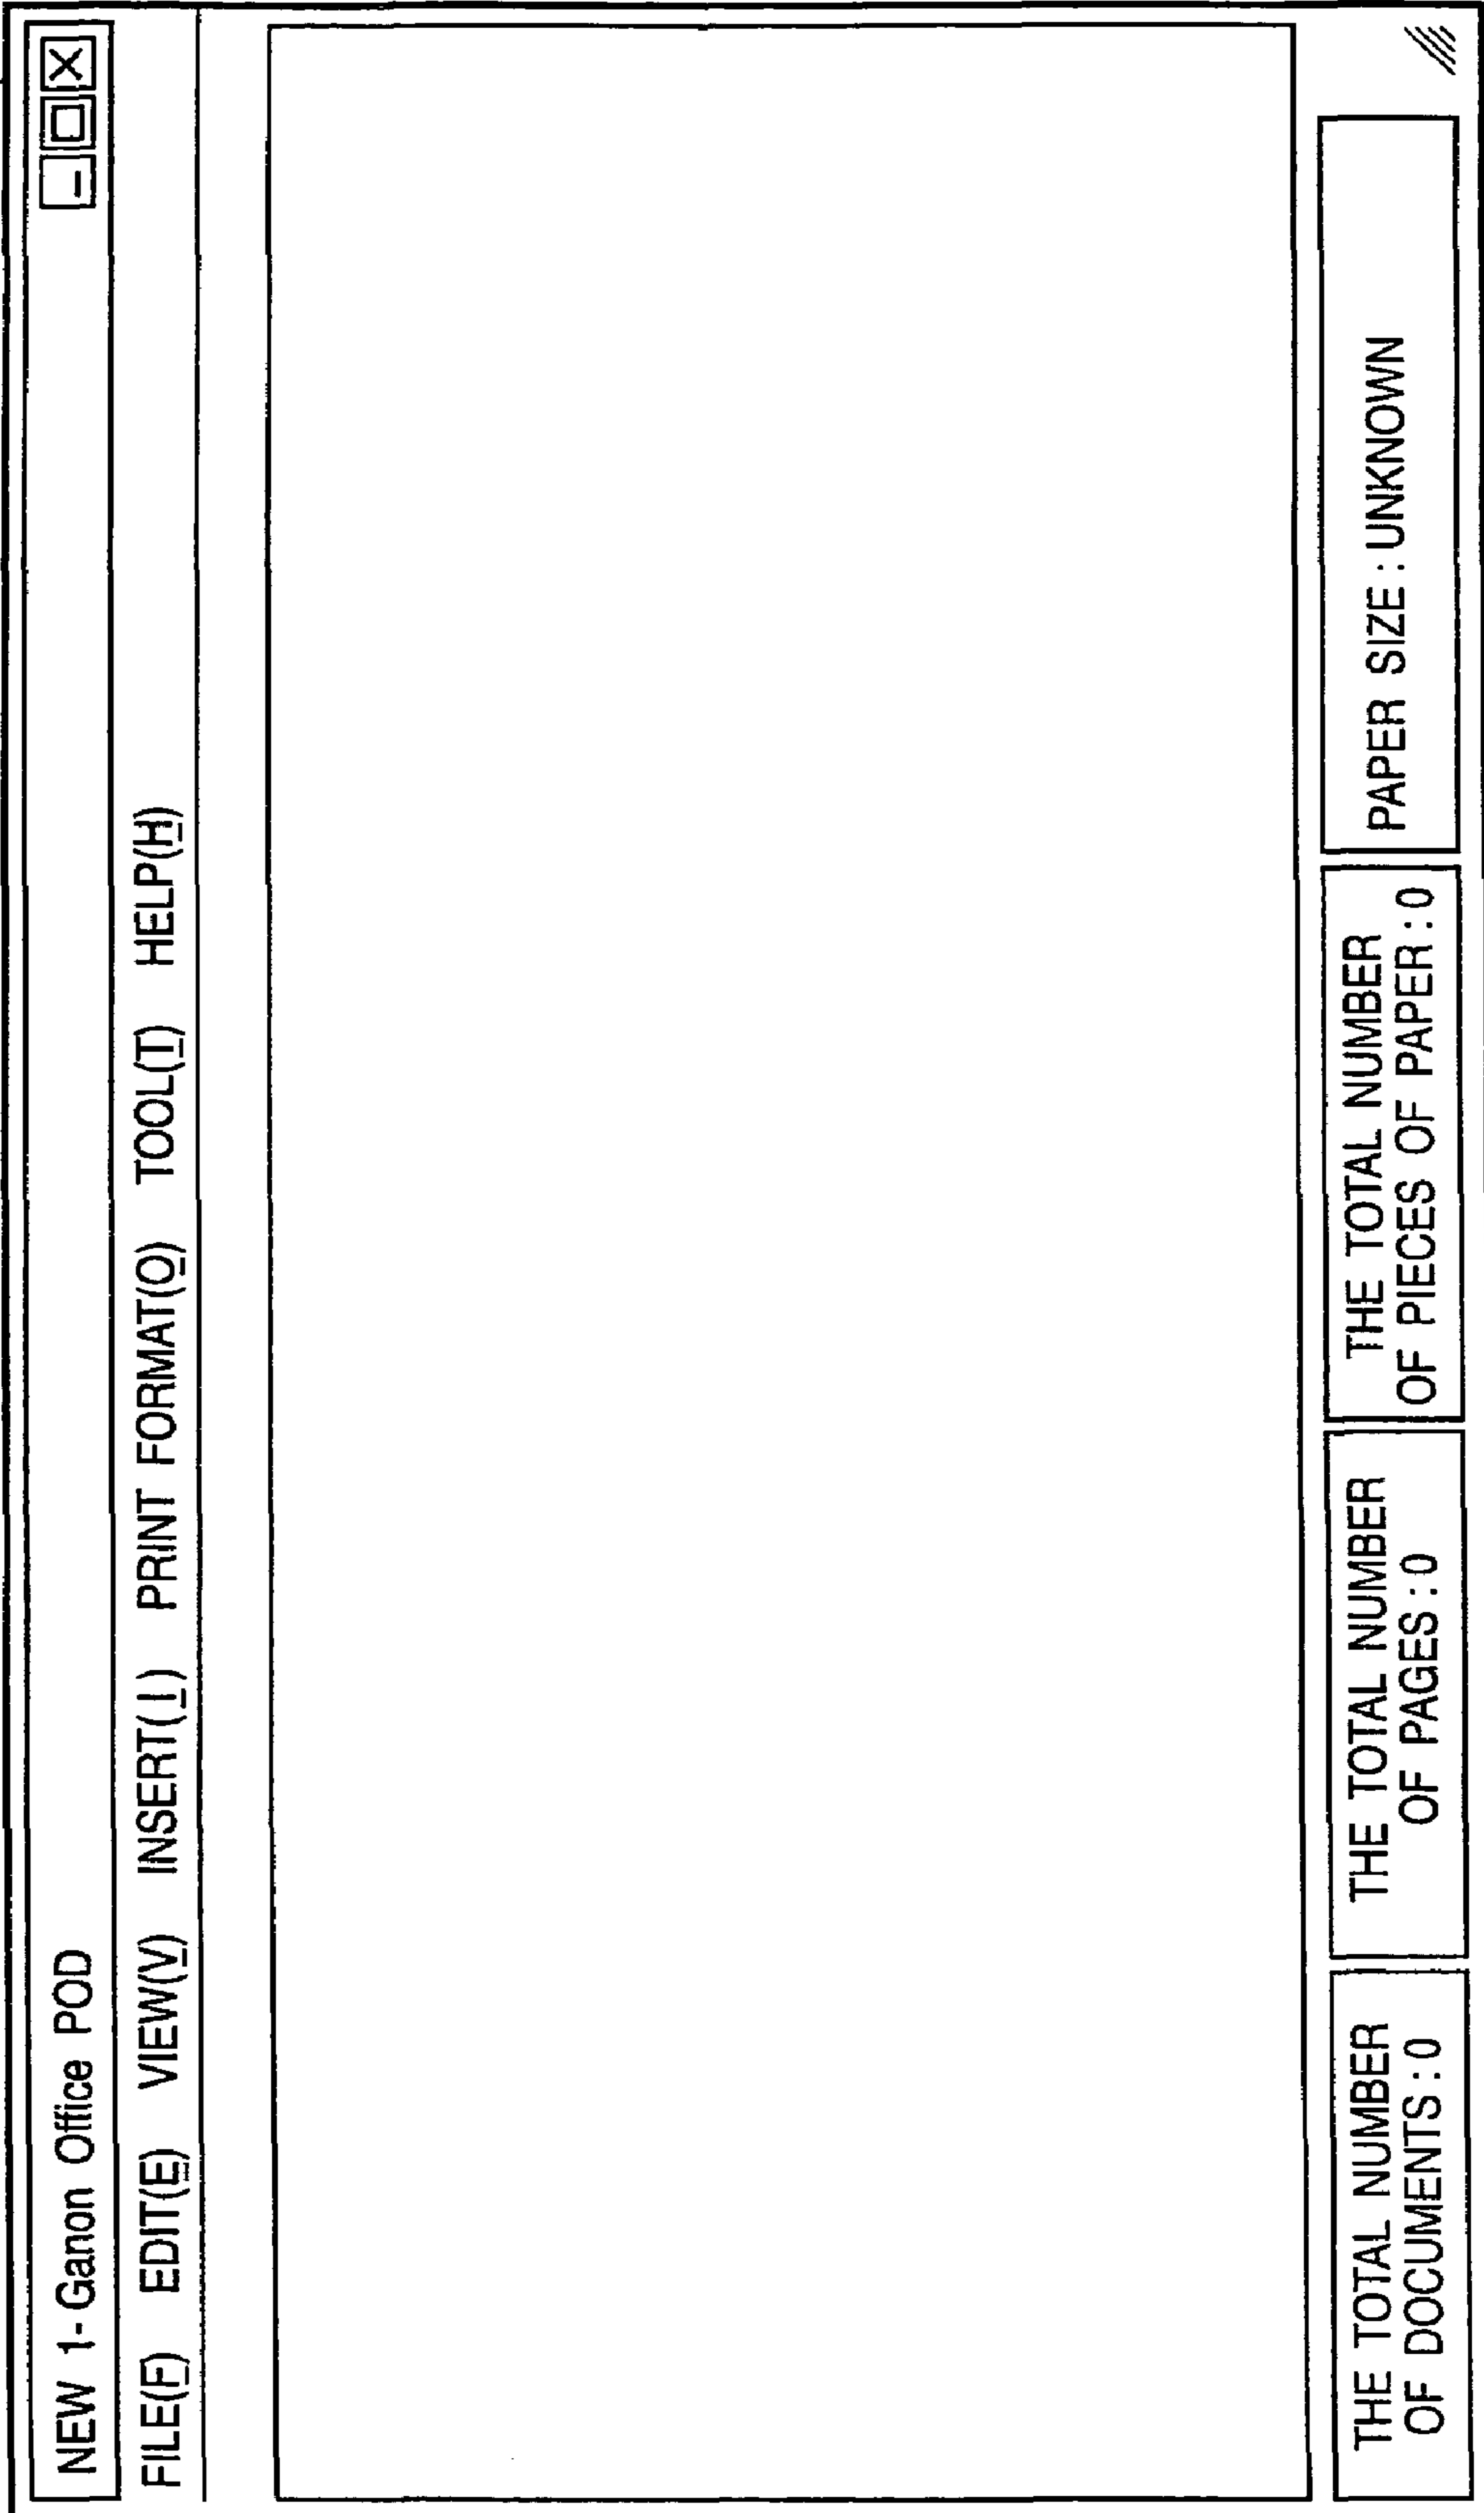 NEW 1- Ganon Office POD
FILE(F) EDIT(E) VIEW(V) INSERT(I) PRINT FORMAT(O) TOOL(T) HELP(H)
THE TOTAL NUMBER
OF DOCUMENTS : 0
THE TOTAL NUMBER
OF PAGES : 0
THE TOTAL NUMBER
OF PIECES OF PAPER : 0
PAPER SIZE : UNKNOWN